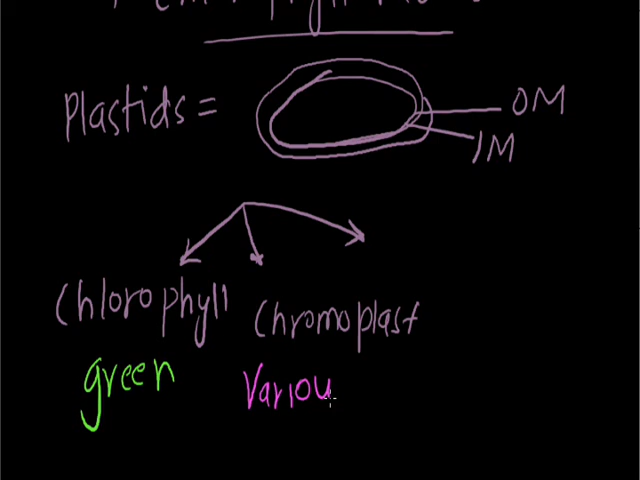 Plastids =
OM
IM
Chlorophyll
Chromoplast
green
Variou